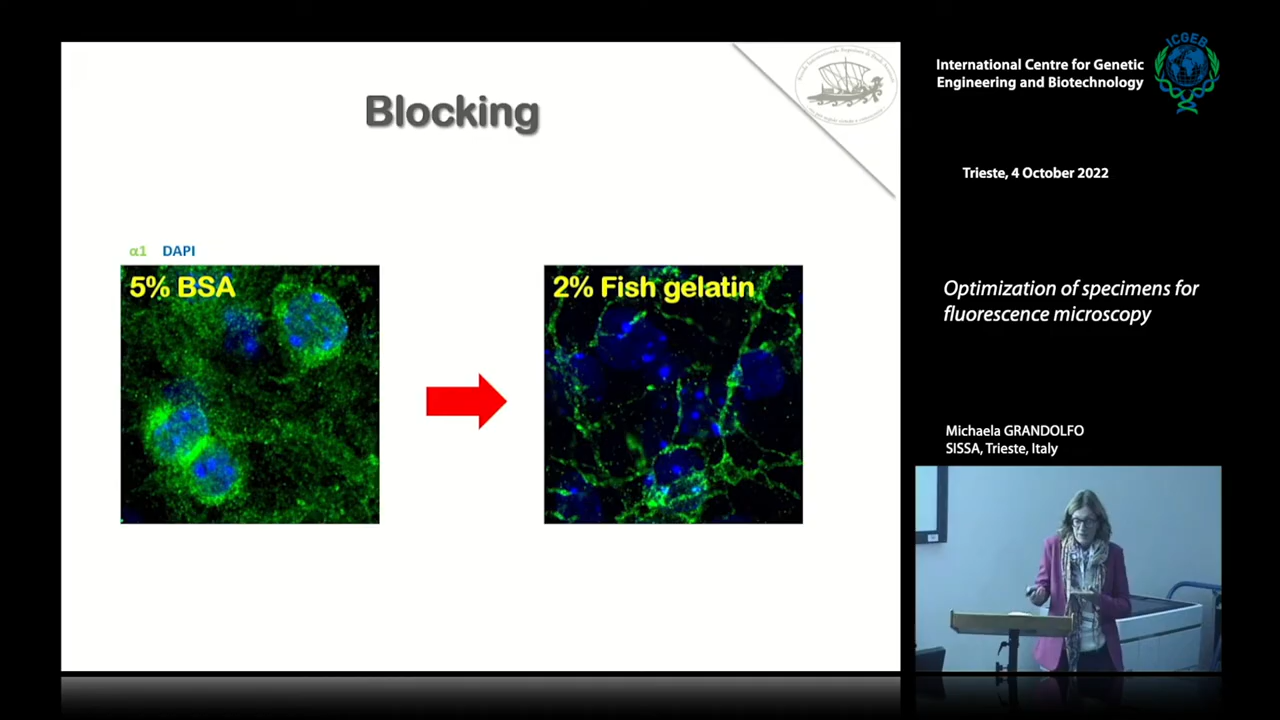 Blocking
α1 DAPI
5% BSA
2% Fish gelatin
ICGEB
International Centre for Genetic
Engineering and Biotechnology
Trieste, 4 October 2022
Optimization of specimens for
fluorescence microscopy
Michaela GRANDOLFO
SISSA, Trieste, Italy